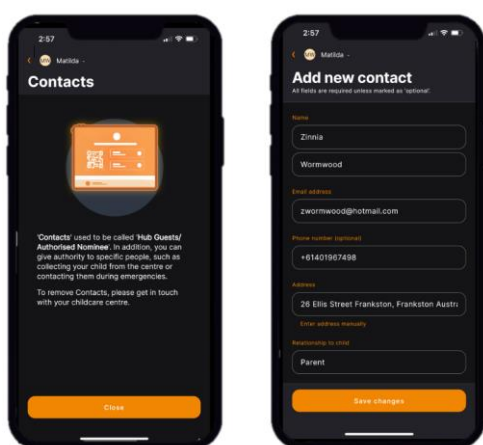 2:57
MW Matilda -
Contacts
'Contacts' used to be called 'Hub Guests/
Authorised Nominee'. In addition, you can
give authority to specific people, such as
collecting your child from the centre or
contacting them during emergencies.
To remove Contacts, please get in touch
with your childcare centre.
Close
2:57
MW Matilda -
Add new contact
All fields are required unless marked as 'optional'.
Name
Zinnia
Wormwood
Email address
zwormwood@hotmail.com
Phone number (optional)
+61401967498
Address
26 Ellis Street Frankston, Frankston Austra
Enter address manually
Relationship to child
Parent
Save changes